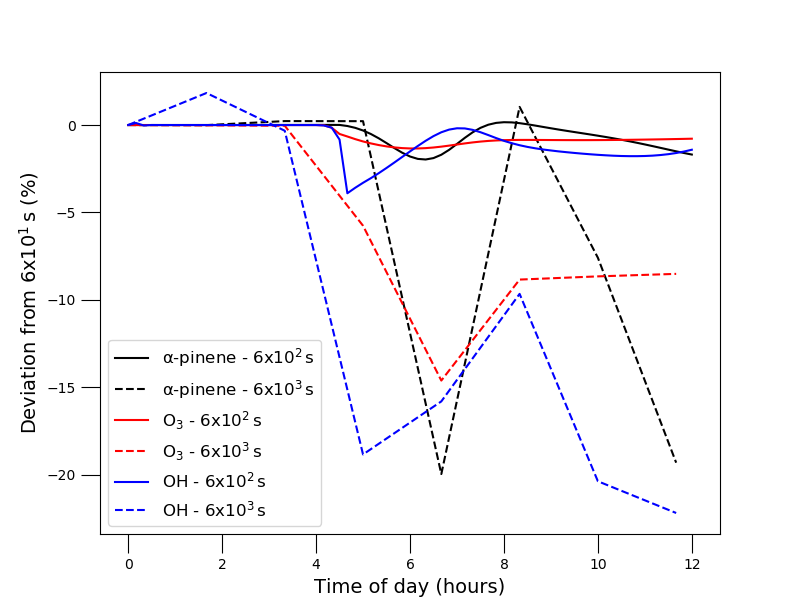 0
−5
−10
−15
−20
Deviation from 6x10¹ s (%)
α-pinene - 6x10² s
α-pinene - 6x10³ s
O₃ - 6x10² s
O₃ - 6x10³ s
OH - 6x10² s
OH - 6x10³ s
0 2 4 6 8 10 12
Time of day (hours)